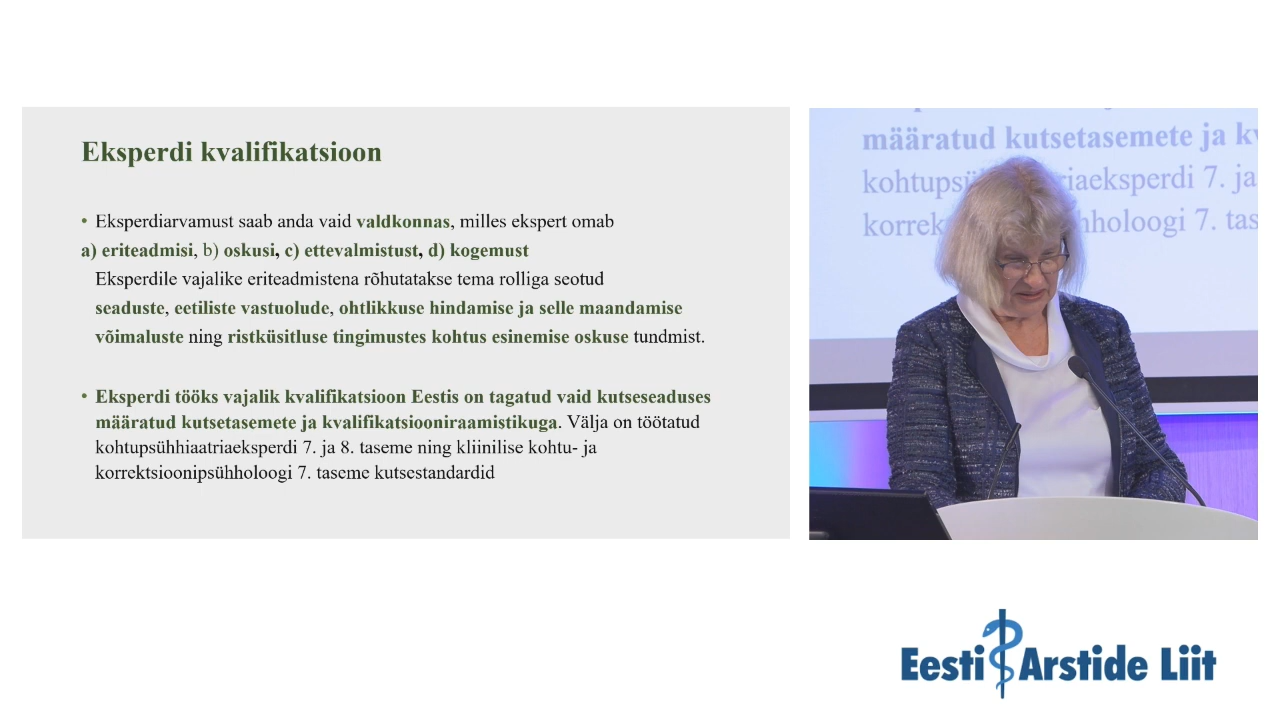 Eksperdi kvalifikatsioon
• Eksperdiarvamust saab anda vaid valdkonnas, milles ekspert omab
a) eriteadmisi, b) oskusi, c) ettevalmistust, d) kogemust
Eksperdile vajalike eriteadmistena rõhutatakse tema rolliga seotud
seaduste, eetiliste vastuolude, ohtlikkuse hindamise ja selle maandamise
võimaluste ning ristküsitluse tingimustes kohtus esinemise oskuse tundmist.
• Eksperdi tööks vajalik kvalifikatsioon Eestis on tagatud vaid kutseseaduses
määratud kutsetasemete ja kvalifikatsiooniraamistikuga. Välja on töötatud
kohtupsühhiaatriaeksperdi 7. ja 8. taseme ning kliinilise kohtu- ja
korrektsioonipsühholoogi 7. taseme kutsestandardid
määratud kutsetasemete ja
kohtupsü riaeksperdi 7. ja
korrekt hholoogi 7. tas
Eesti Arstide Liit